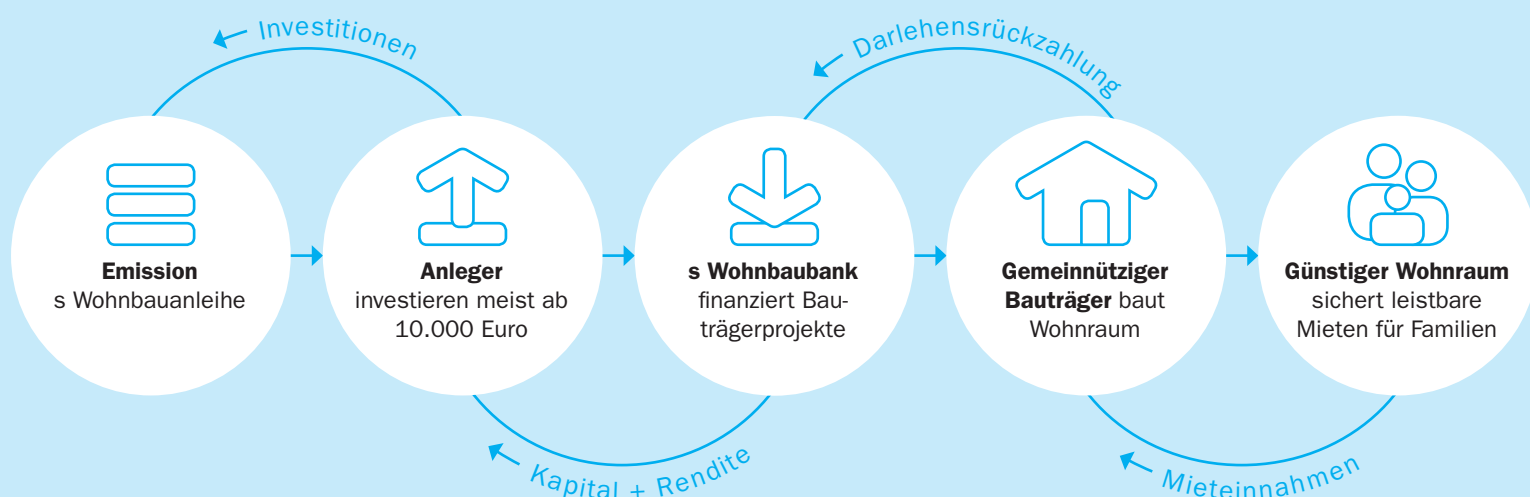 Investitionen
Darlehensrückzahlung
Emission
s Wohnbauanleihe
Anleger
investieren meist ab
10.000 Euro
s Wohnbaubank
finanziert Bau-
trägerprojekte
Gemeinnütziger
Bauträger baut
Wohnraum
Günstiger Wohnraum
sichert leistbare
Mieten für Familien
Kapital + Rendite
Mieteinnahmen